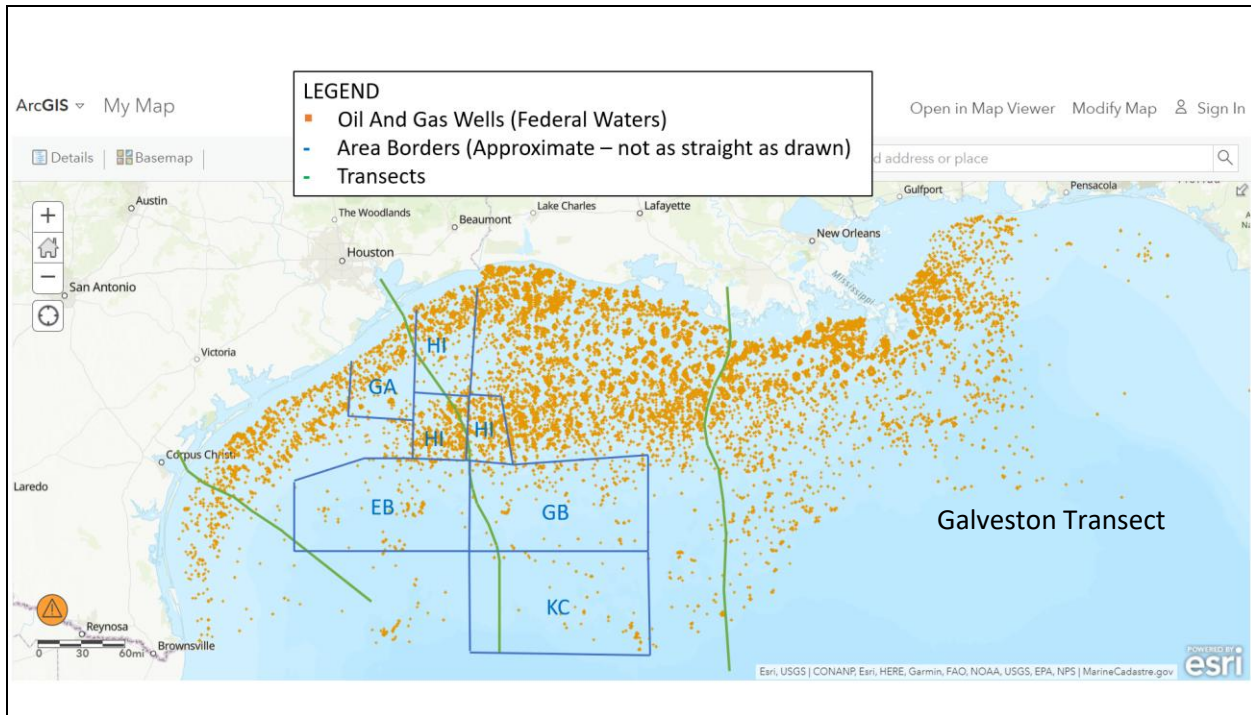 LEGEND
Oil And Gas Wells (Federal Waters)
Area Borders (Approximate – not as straight as drawn)
Transects
ArcGIS My Map
Open in Map Viewer Modify Map Sign In
Details Basemap
address or place
Austin
The Woodlands
Beaumont
Lake Charles
Lafayette
Gulfport
Pensacola
Houston
New Orleans
Mississippi
San Antonio
Victoria
HI
GA
HI
HI
Corpus Christi
Laredo
EB
GB
Galveston Transect
KC
Reynosa
Brownsville
0 30 60mi
POWERED BY
esri
Esri, USGS | CONANP, Esri, HERE, Garmin, FAO, NOAA, USGS, EPA, NPS | MarineCadastre.gov